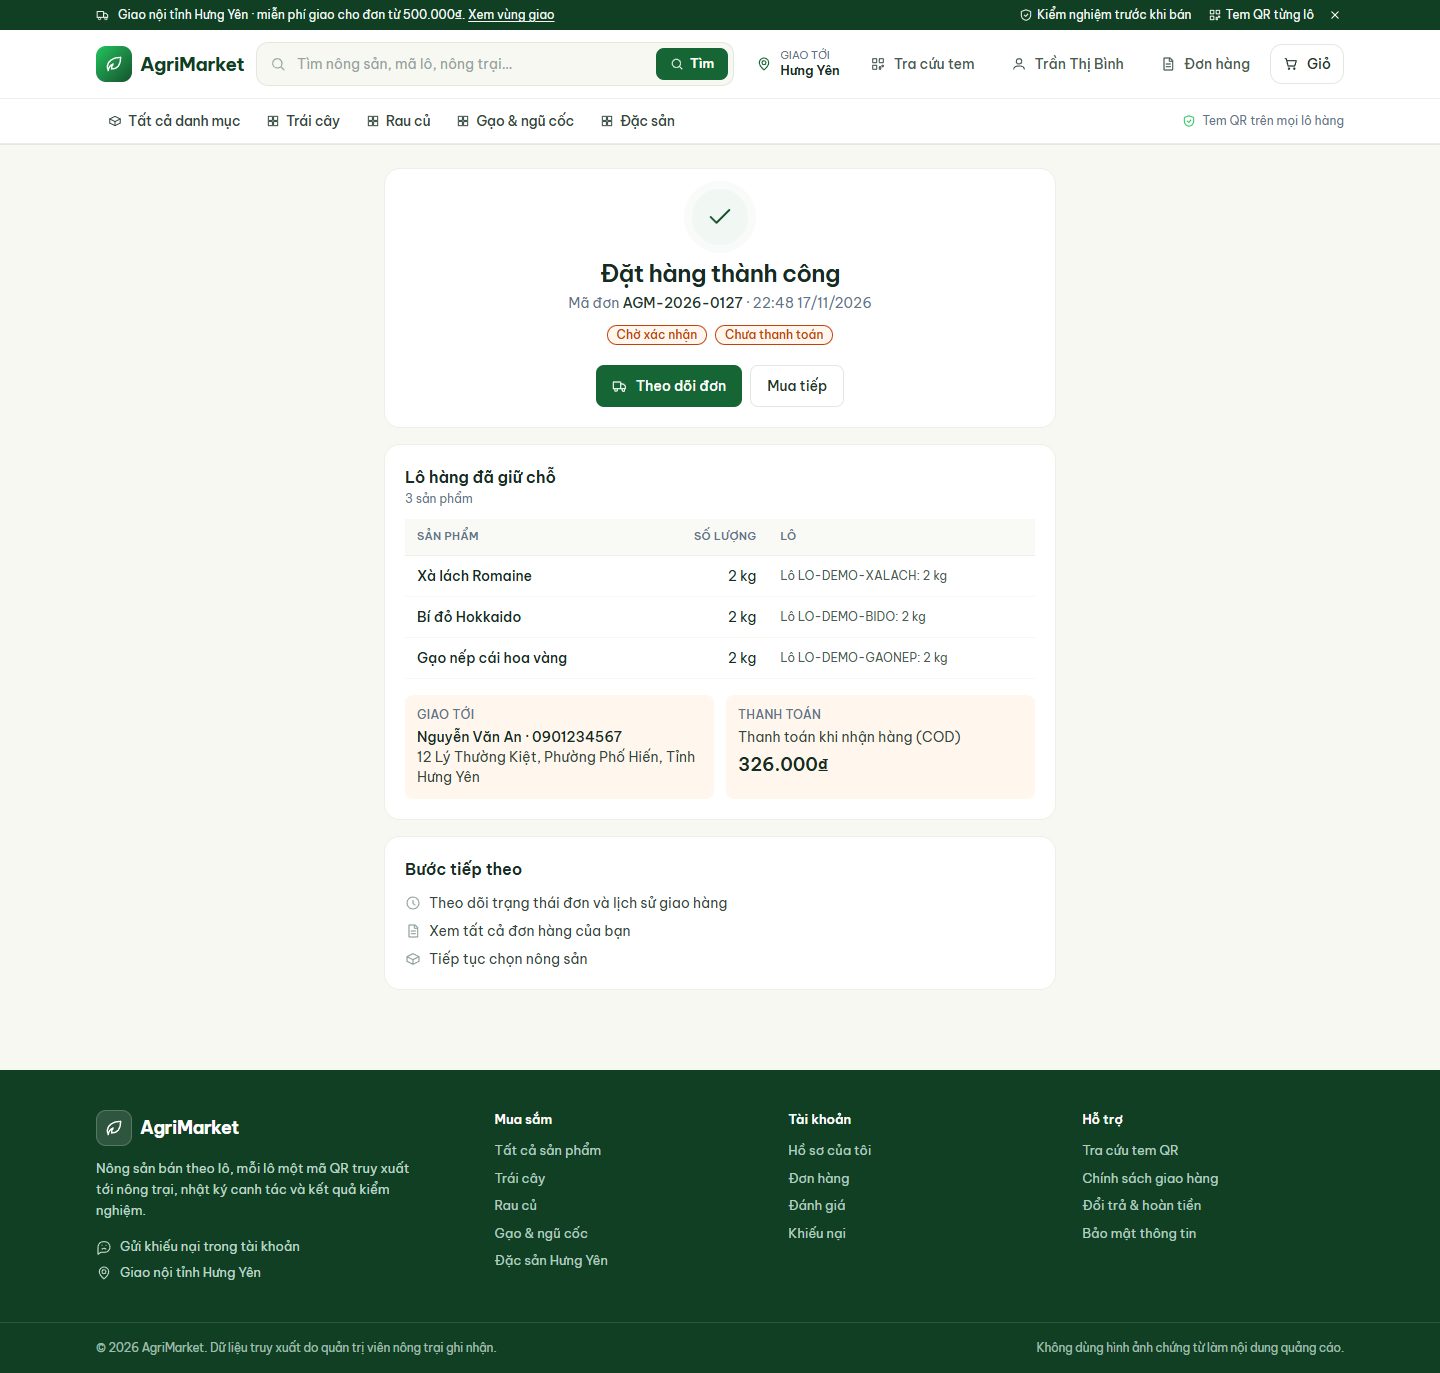 Giao nội tỉnh Hưng Yên · miễn phí giao cho đơn từ 500.000₫. Xem vùng giao
Kiểm nghiệm trước khi bán
Tem QR từng lô
AgriMarket
Tìm nông sản, mã lô, nông trại...
Tìm
GIAO TỚI
Hưng Yên
Tra cứu tem
Trần Thị Bình
Đơn hàng
Giỏ
Tất cả danh mục
Trái cây
Rau củ
Gạo & ngũ cốc
Đặc sản
Tem QR trên mọi lô hàng
Đặt hàng thành công
Mã đơn AGM-2026-0127 · 22:48 17/11/2026
Chờ xác nhận
Chưa thanh toán
Theo dõi đơn
Mua tiếp
Lô hàng đã giữ chỗ
3 sản phẩm
SẢN PHẨM SỐ LƯỢNG LÔ
Xà lách Romaine 2 kg Lô LO-DEMO-XALACH: 2 kg
Bí đỏ Hokkaido 2 kg Lô LO-DEMO-BIDO: 2 kg
Gạo nếp cái hoa vàng 2 kg Lô LO-DEMO-GAONEP: 2 kg
GIAO TỚI
Nguyễn Văn An · 0901234567
12 Lý Thường Kiệt, Phường Phố Hiến, Tỉnh
Hưng Yên
THANH TOÁN
Thanh toán khi nhận hàng (COD)
326.000₫
Bước tiếp theo
Theo dõi trạng thái đơn và lịch sử giao hàng
Xem tất cả đơn hàng của bạn
Tiếp tục chọn nông sản
AgriMarket
Nông sản bán theo lô, mỗi lô một mã QR truy xuất
tới nông trại, nhật ký canh tác và kết quả kiểm
nghiệm.
Gửi khiếu nại trong tài khoản
Giao nội tỉnh Hưng Yên
Mua sắm
Tất cả sản phẩm
Trái cây
Rau củ
Gạo & ngũ cốc
Đặc sản Hưng Yên
Tài khoản
Hồ sơ của tôi
Đơn hàng
Đánh giá
Khiếu nại
Hỗ trợ
Tra cứu tem QR
Chính sách giao hàng
Đổi trả & hoàn tiền
Bảo mật thông tin
© 2026 AgriMarket. Dữ liệu truy xuất do quản trị viên nông trại ghi nhận.
Không dùng hình ảnh chứng từ làm nội dung quảng cáo.